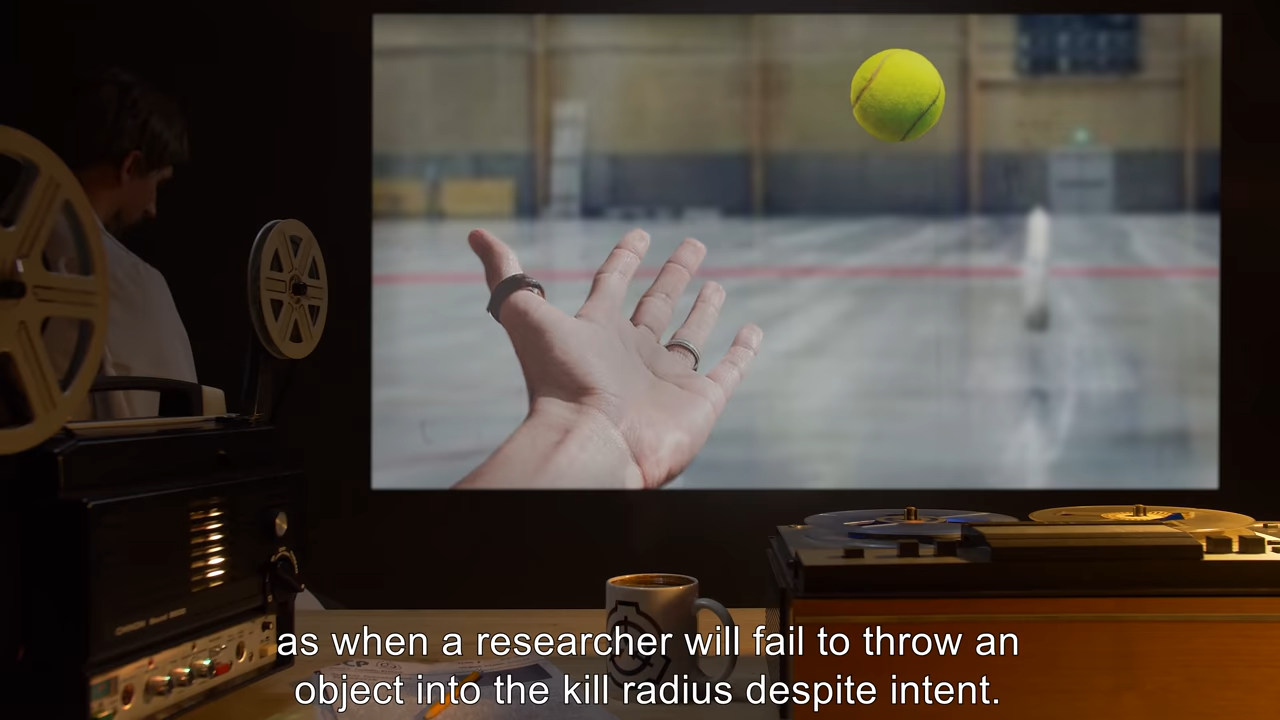 as when a researcher will fail to throw an
object into the kill radius despite intent.